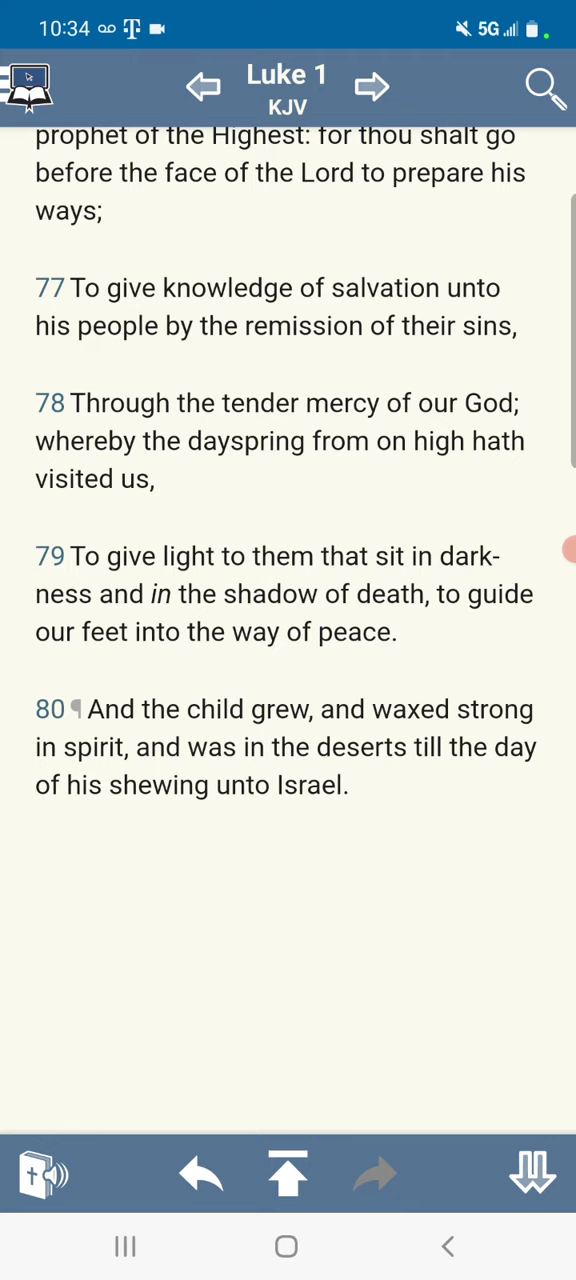 10:34
5G
Luke 1
KJV
prophet of the Highest: for thou shalt go
before the face of the Lord to prepare his
ways;
77 To give knowledge of salvation unto
his people by the remission of their sins,
78 Through the tender mercy of our God;
whereby the dayspring from on high hath
visited us,
79 To give light to them that sit in dark-
ness and in the shadow of death, to guide
our feet into the way of peace.
80 ¶ And the child grew, and waxed strong
in spirit, and was in the deserts till the day
of his shewing unto Israel.